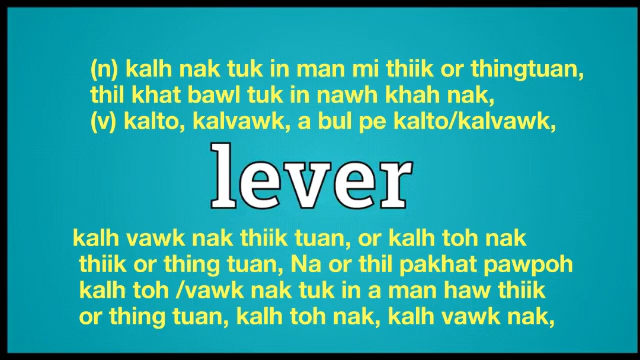 (n) kalh nak tuk in man mi thiik or thingtuan,
thil khat bawl tuk in nawh khah nak,
(v) kalto, kalvawk, a bul pe kalto/kalvawk,
lever
kalh vawk nak thiik tuan, or kalh toh nak
thiik or thing tuan, Na or thil pakhat pawpoh
kalh toh /vawk nak tuk in a man haw thiik
or thing tuan, kalh toh nak, kalh vawk nak,